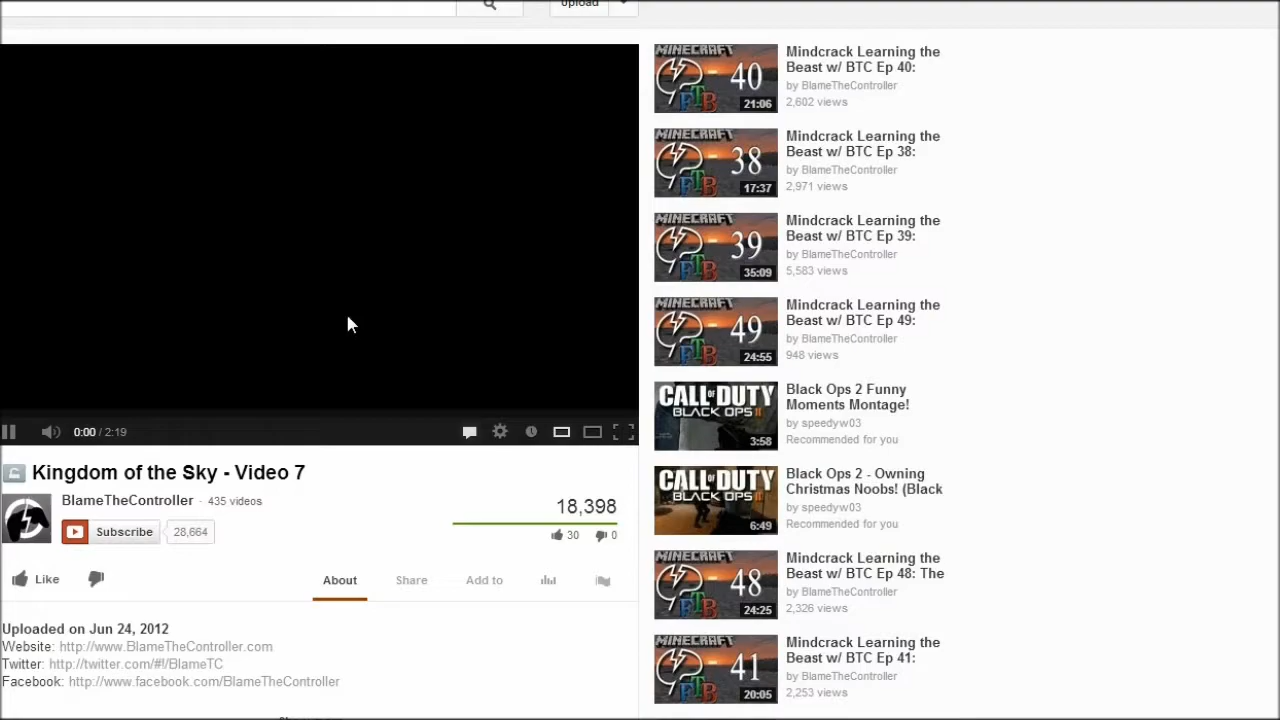 upload
MINECRAFT
40
FTB
21:06
Mindcrack Learning the
Beast w/ BTC Ep 40:
by BlameTheController
2,602 views
MINECRAFT
38
FTB
17:37
Mindcrack Learning the
Beast w/ BTC Ep 38:
by BlameTheController
2,971 views
MINECRAFT
39
FTB
35:09
Mindcrack Learning the
Beast w/ BTC Ep 39:
by BlameTheController
5,583 views
MINECRAFT
49
FTB
24:55
Mindcrack Learning the
Beast w/ BTC Ep 49:
by BlameTheController
948 views
CALL OF DUTY
BLACK OPS II
3:58
Black Ops 2 Funny
Moments Montage!
by speedyw03
Recommended for you
CALL OF DUTY
BLACK OPS II
6:49
Black Ops 2 - Owning
Christmas Noobs! (Black
by speedyw03
Recommended for you
MINECRAFT
48
FTB
24:25
Mindcrack Learning the
Beast w/ BTC Ep 48: The
by BlameTheController
2,326 views
MINECRAFT
41
FTB
20:05
Mindcrack Learning the
Beast w/ BTC Ep 41:
by BlameTheController
2,253 views
0:00 / 2:19
Kingdom of the Sky - Video 7
BlameTheController · 435 videos
Subscribe 28,664
18,398
30 0
Like
About Share Add to
Uploaded on Jun 24, 2012
Website: http://www.BlameTheController.com
Twitter: http://twitter.com/#!/BlameTC
Facebook: http://www.facebook.com/BlameTheController